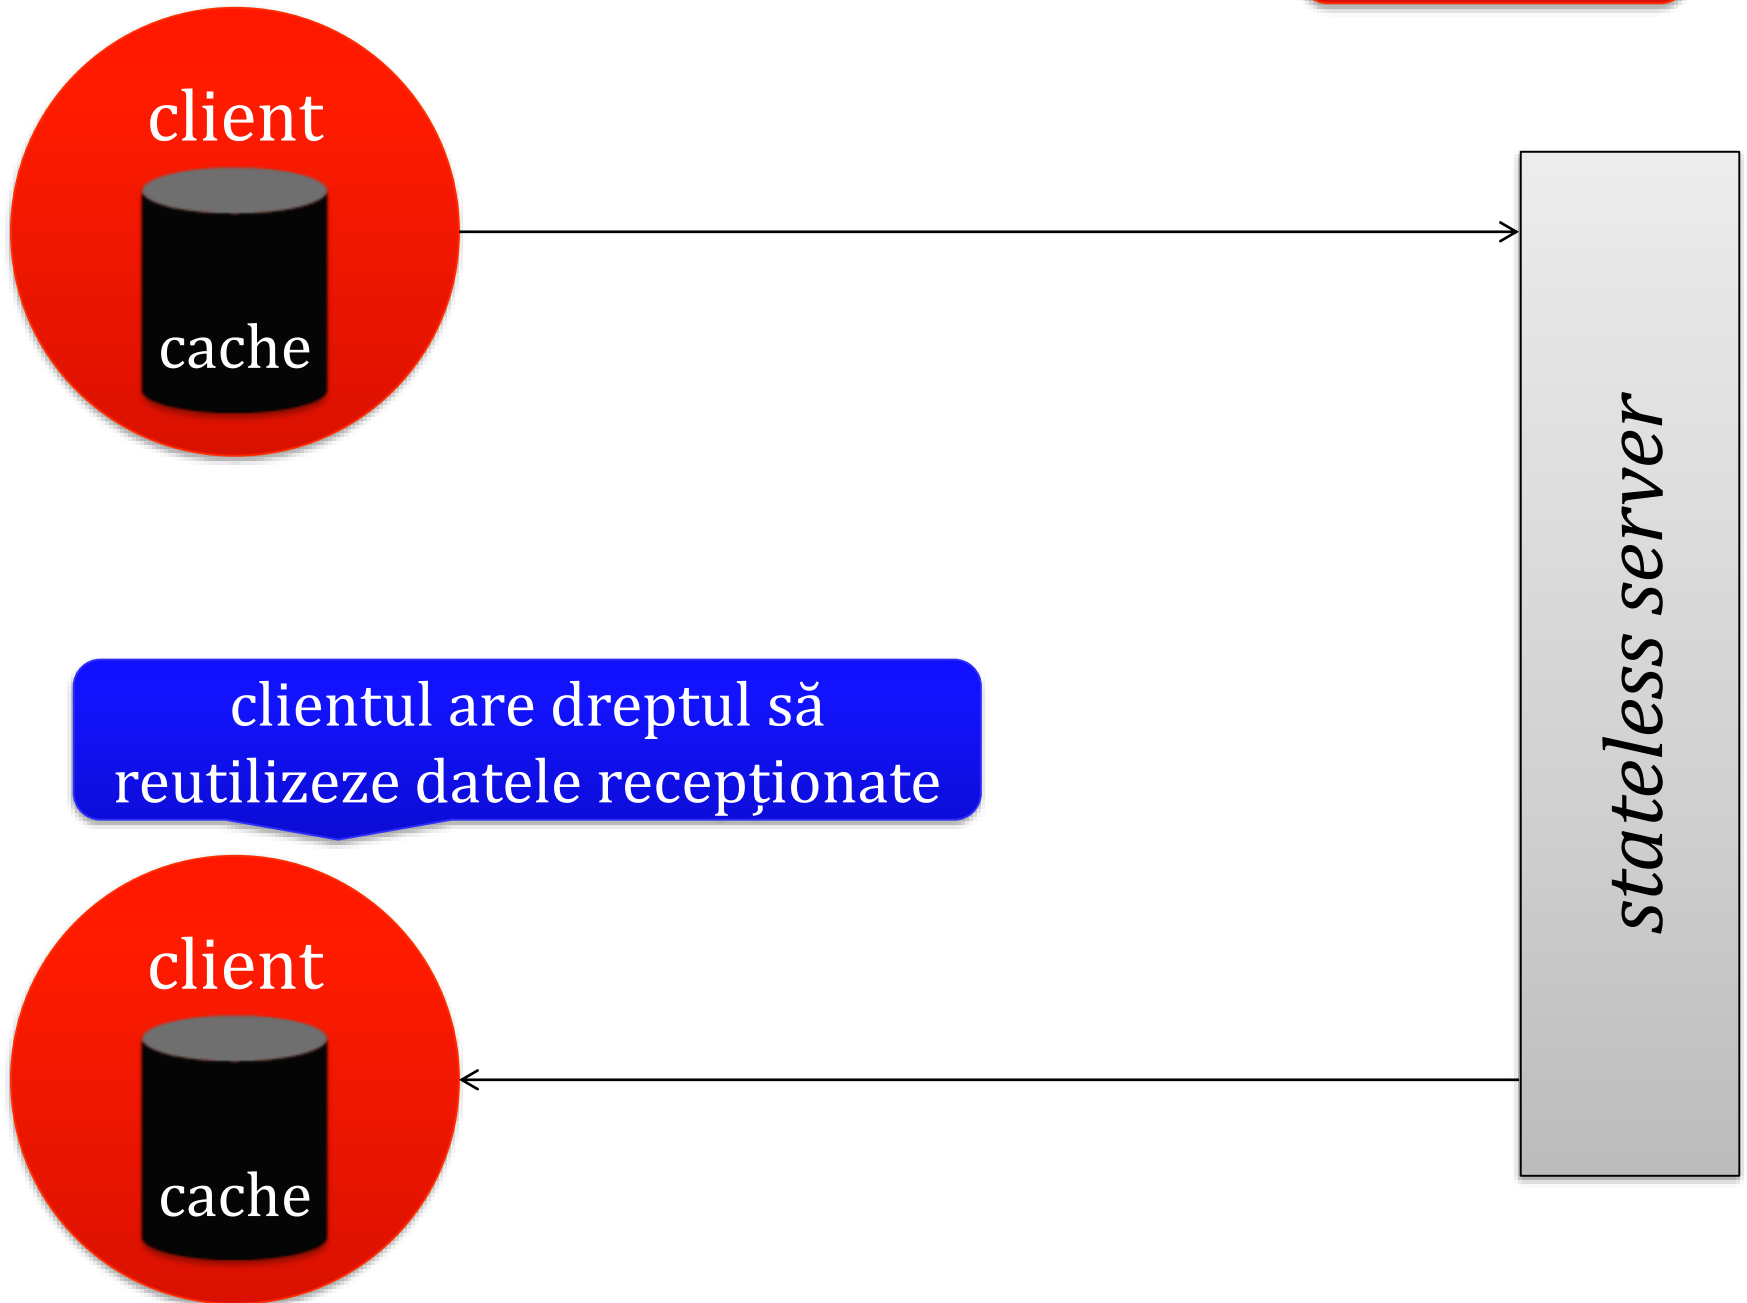 client
cache
clientul are dreptul să
reutilizeze datele recepționate
client
cache
stateless server